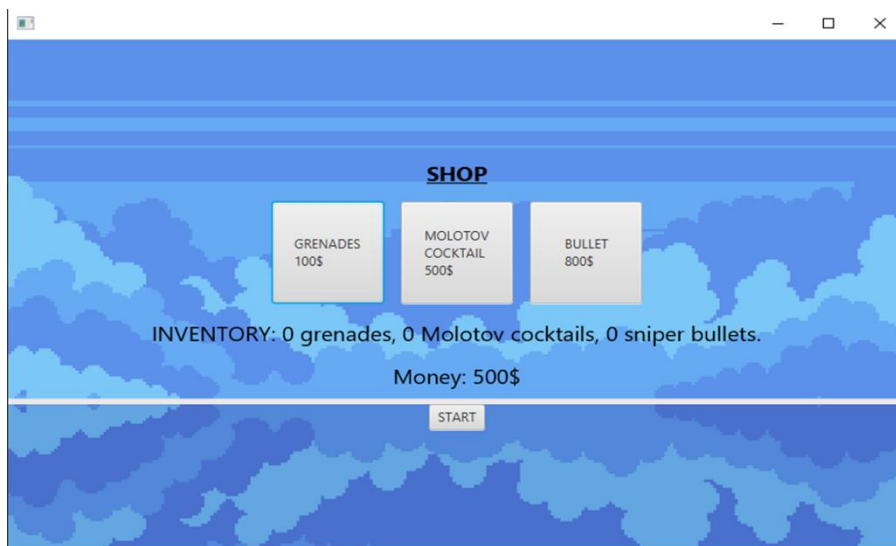 SHOP
GRENADES
100$
MOLOTOV
COCKTAIL
500$
BULLET
800$
INVENTORY: 0 grenades, 0 Molotov cocktails, 0 sniper bullets.
Money: 500$
START